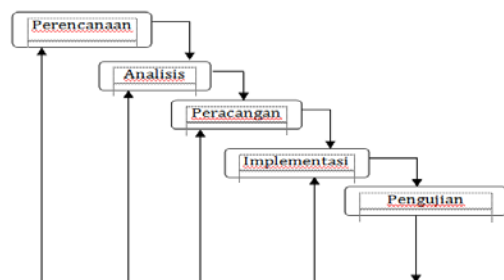 Perencanaan
Analisis
Peracangan
Implementasi
Pengujian